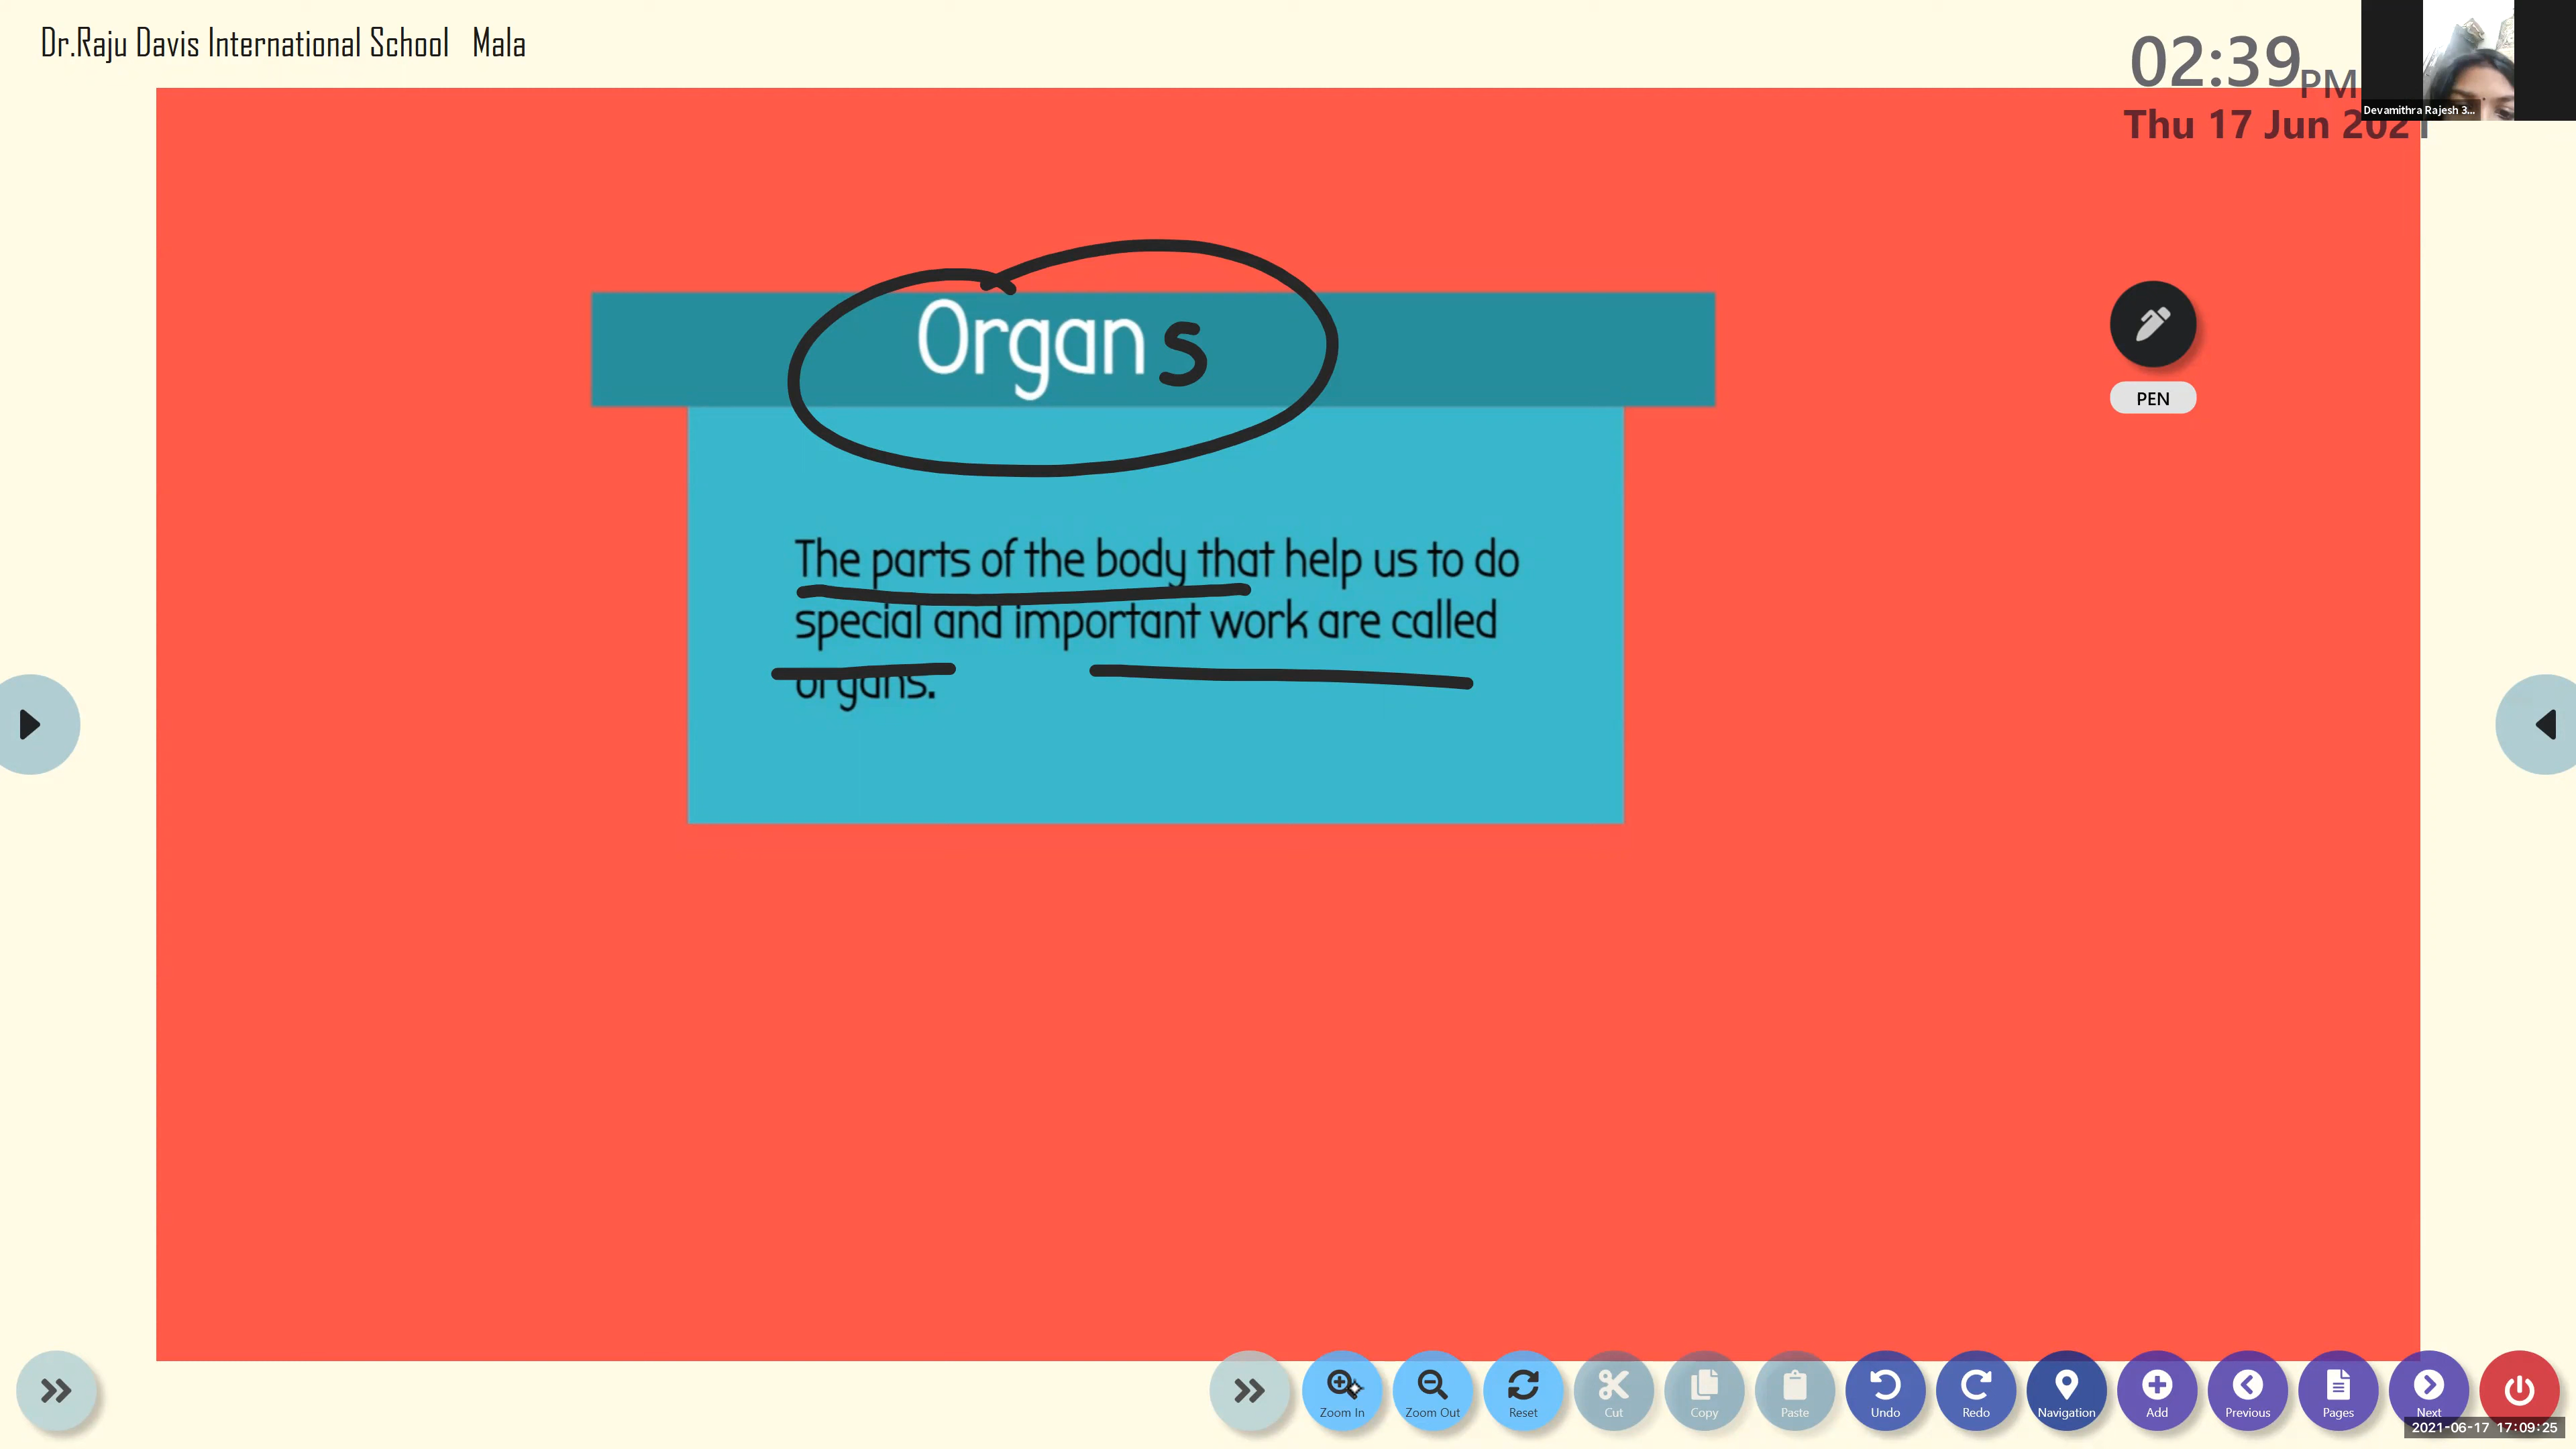 Dr.Raju Davis International School Mala
02:39 PM
Devamithra Rajesh 3...
Thu 17 Jun 2021
Organs
PEN
The parts of the body that help us to do
special and important work are called
organs.
Zoom In Zoom Out Reset Cut Copy Paste Undo Redo Navigation Add Previous Pages Next
2021-06-17 17:09:25